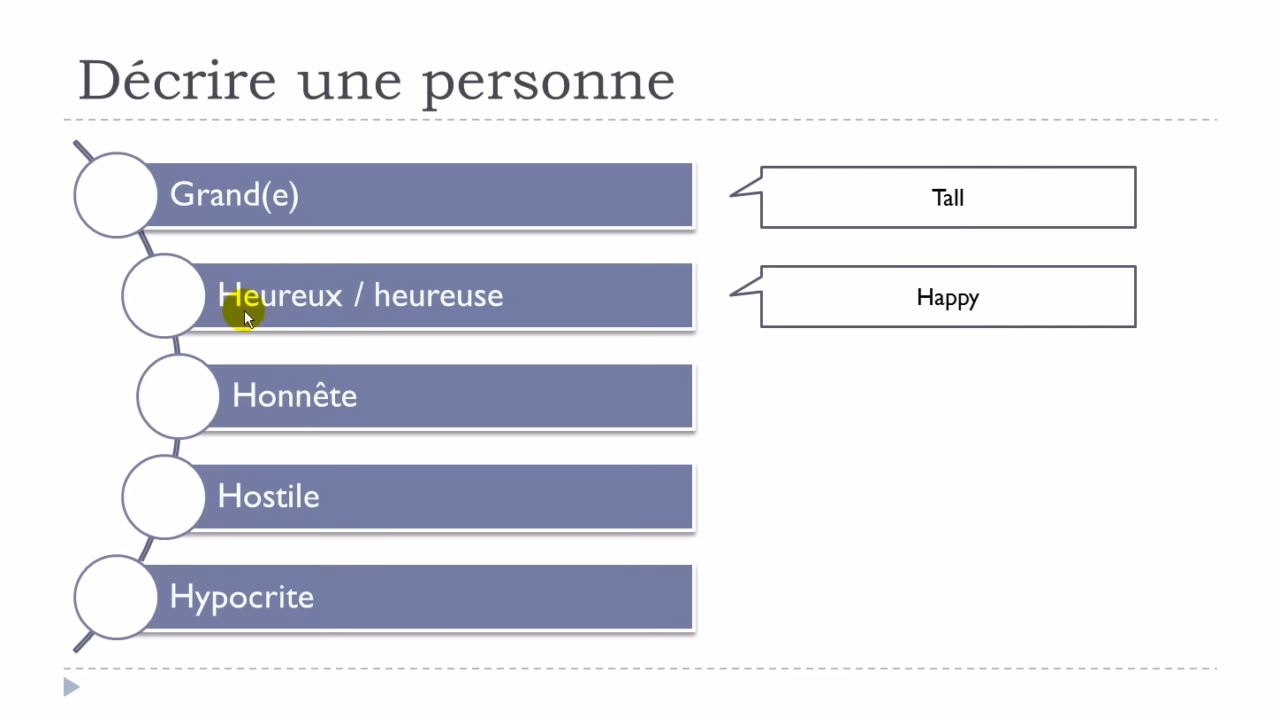 Décrire une personne
Grand(e)
Tall
Heureux / heureuse
Happy
Honnête
Hostile
Hypocrite